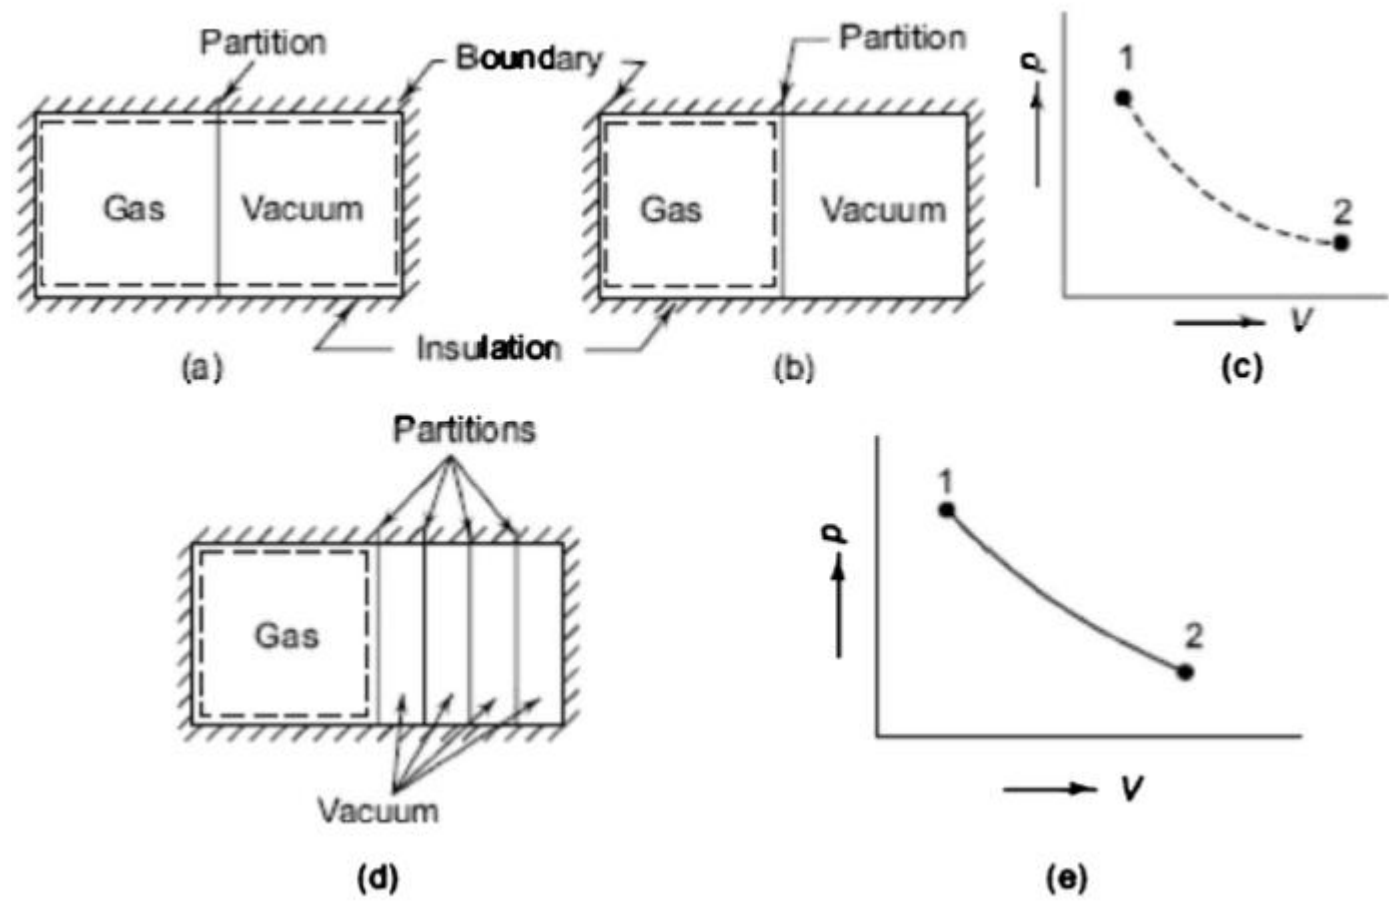 Partition
Boundary
Gas
Vacuum
Insulation
(a)
Partition
Gas
Vacuum
(b)
p
1
2
V
(c)
Partitions
Gas
Vacuum
(d)
p
1
2
V
(e)